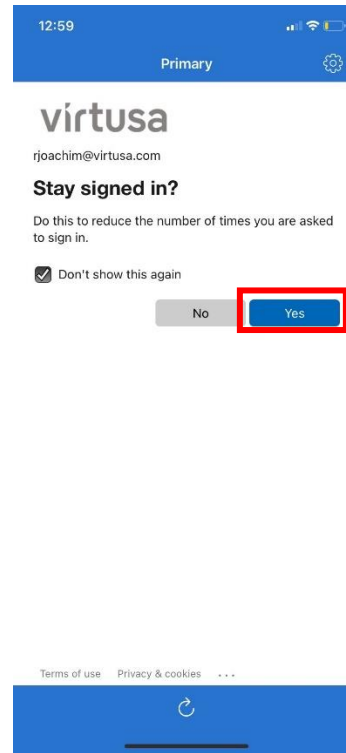 12:59
Primary
virtusa
rjoachim@virtusa.com
Stay signed in?
Do this to reduce the number of times you are asked
to sign in.
Don't show this again
No Yes
Terms of use Privacy & cookies ...